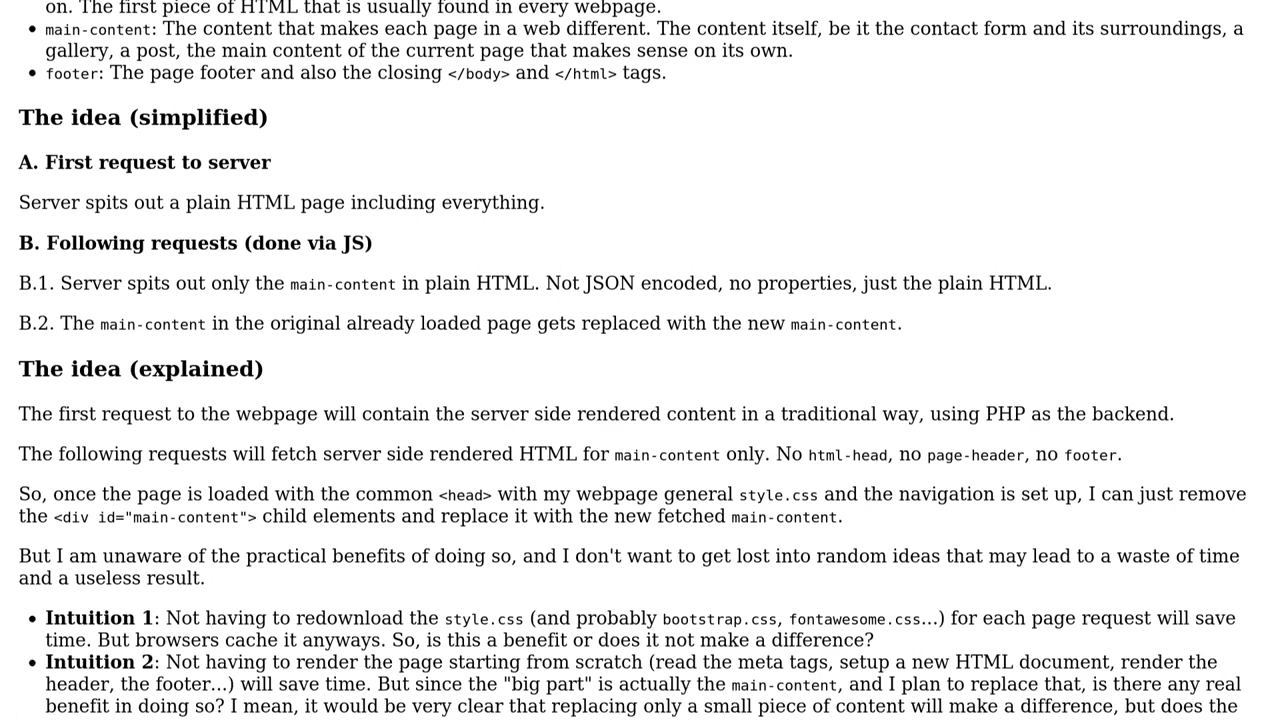 on. The first piece of HTML that is usually found in every webpage.
• main-content: The content that makes each page in a web different. The content itself, be it the contact form and its surroundings, a
gallery, a post, the main content of the current page that makes sense on its own.
• footer: The page footer and also the closing </body> and </html> tags.
The idea (simplified)
A. First request to server
Server spits out a plain HTML page including everything.
B. Following requests (done via JS)
B.1. Server spits out only the main-content in plain HTML. Not JSON encoded, no properties, just the plain HTML.
B.2. The main-content in the original already loaded page gets replaced with the new main-content.
The idea (explained)
The first request to the webpage will contain the server side rendered content in a traditional way, using PHP as the backend.
The following requests will fetch server side rendered HTML for main-content only. No html-head, no page-header, no footer.
So, once the page is loaded with the common <head> with my webpage general style.css and the navigation is set up, I can just remove
the <div id="main-content"> child elements and replace it with the new fetched main-content.
But I am unaware of the practical benefits of doing so, and I don't want to get lost into random ideas that may lead to a waste of time
and a useless result.
• Intuition 1: Not having to redownload the style.css (and probably bootstrap.css, fontawesome.css...) for each page request will save
time. But browsers cache it anyways. So, is this a benefit or does it not make a difference?
• Intuition 2: Not having to render the page starting from scratch (read the meta tags, setup a new HTML document, render the
header, the footer...) will save time. But since the "big part" is actually the main-content, and I plan to replace that, is there any real
benefit in doing so? I mean, it would be very clear that replacing only a small piece of content will make a difference, but does the